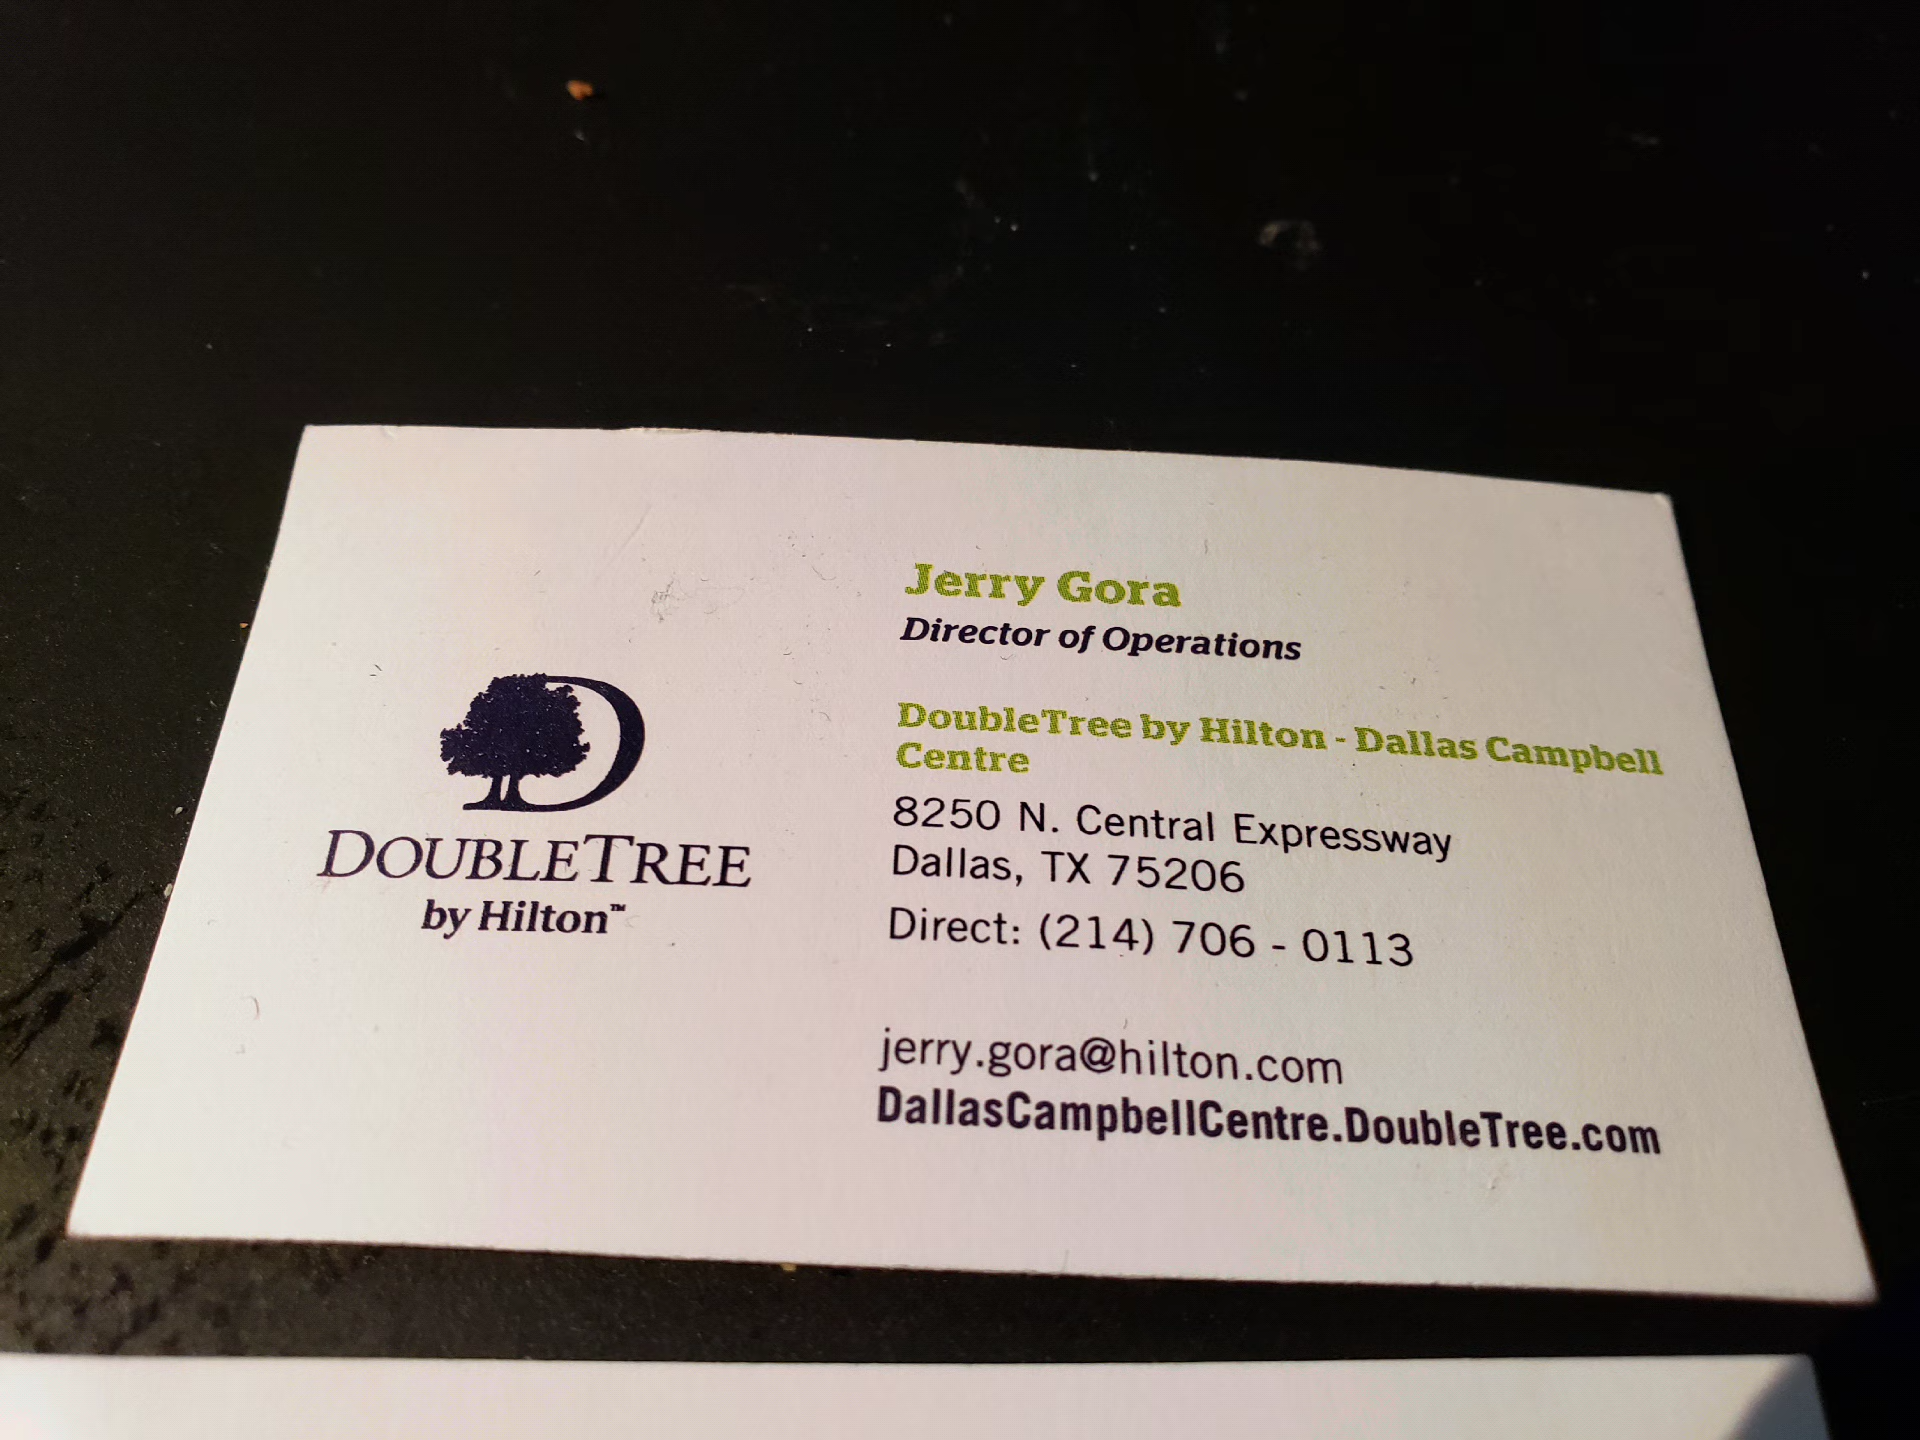 Jerry Gora
Director of Operations
DoubleTree by Hilton - Dallas Campbell
Centre
8250 N. Central Expressway
Dallas, TX 75206
Direct: (214) 706 - 0113
jerry.gora@hilton.com
DallasCampbellCentre.DoubleTree.com
D
DOUBLETREE
by Hilton™